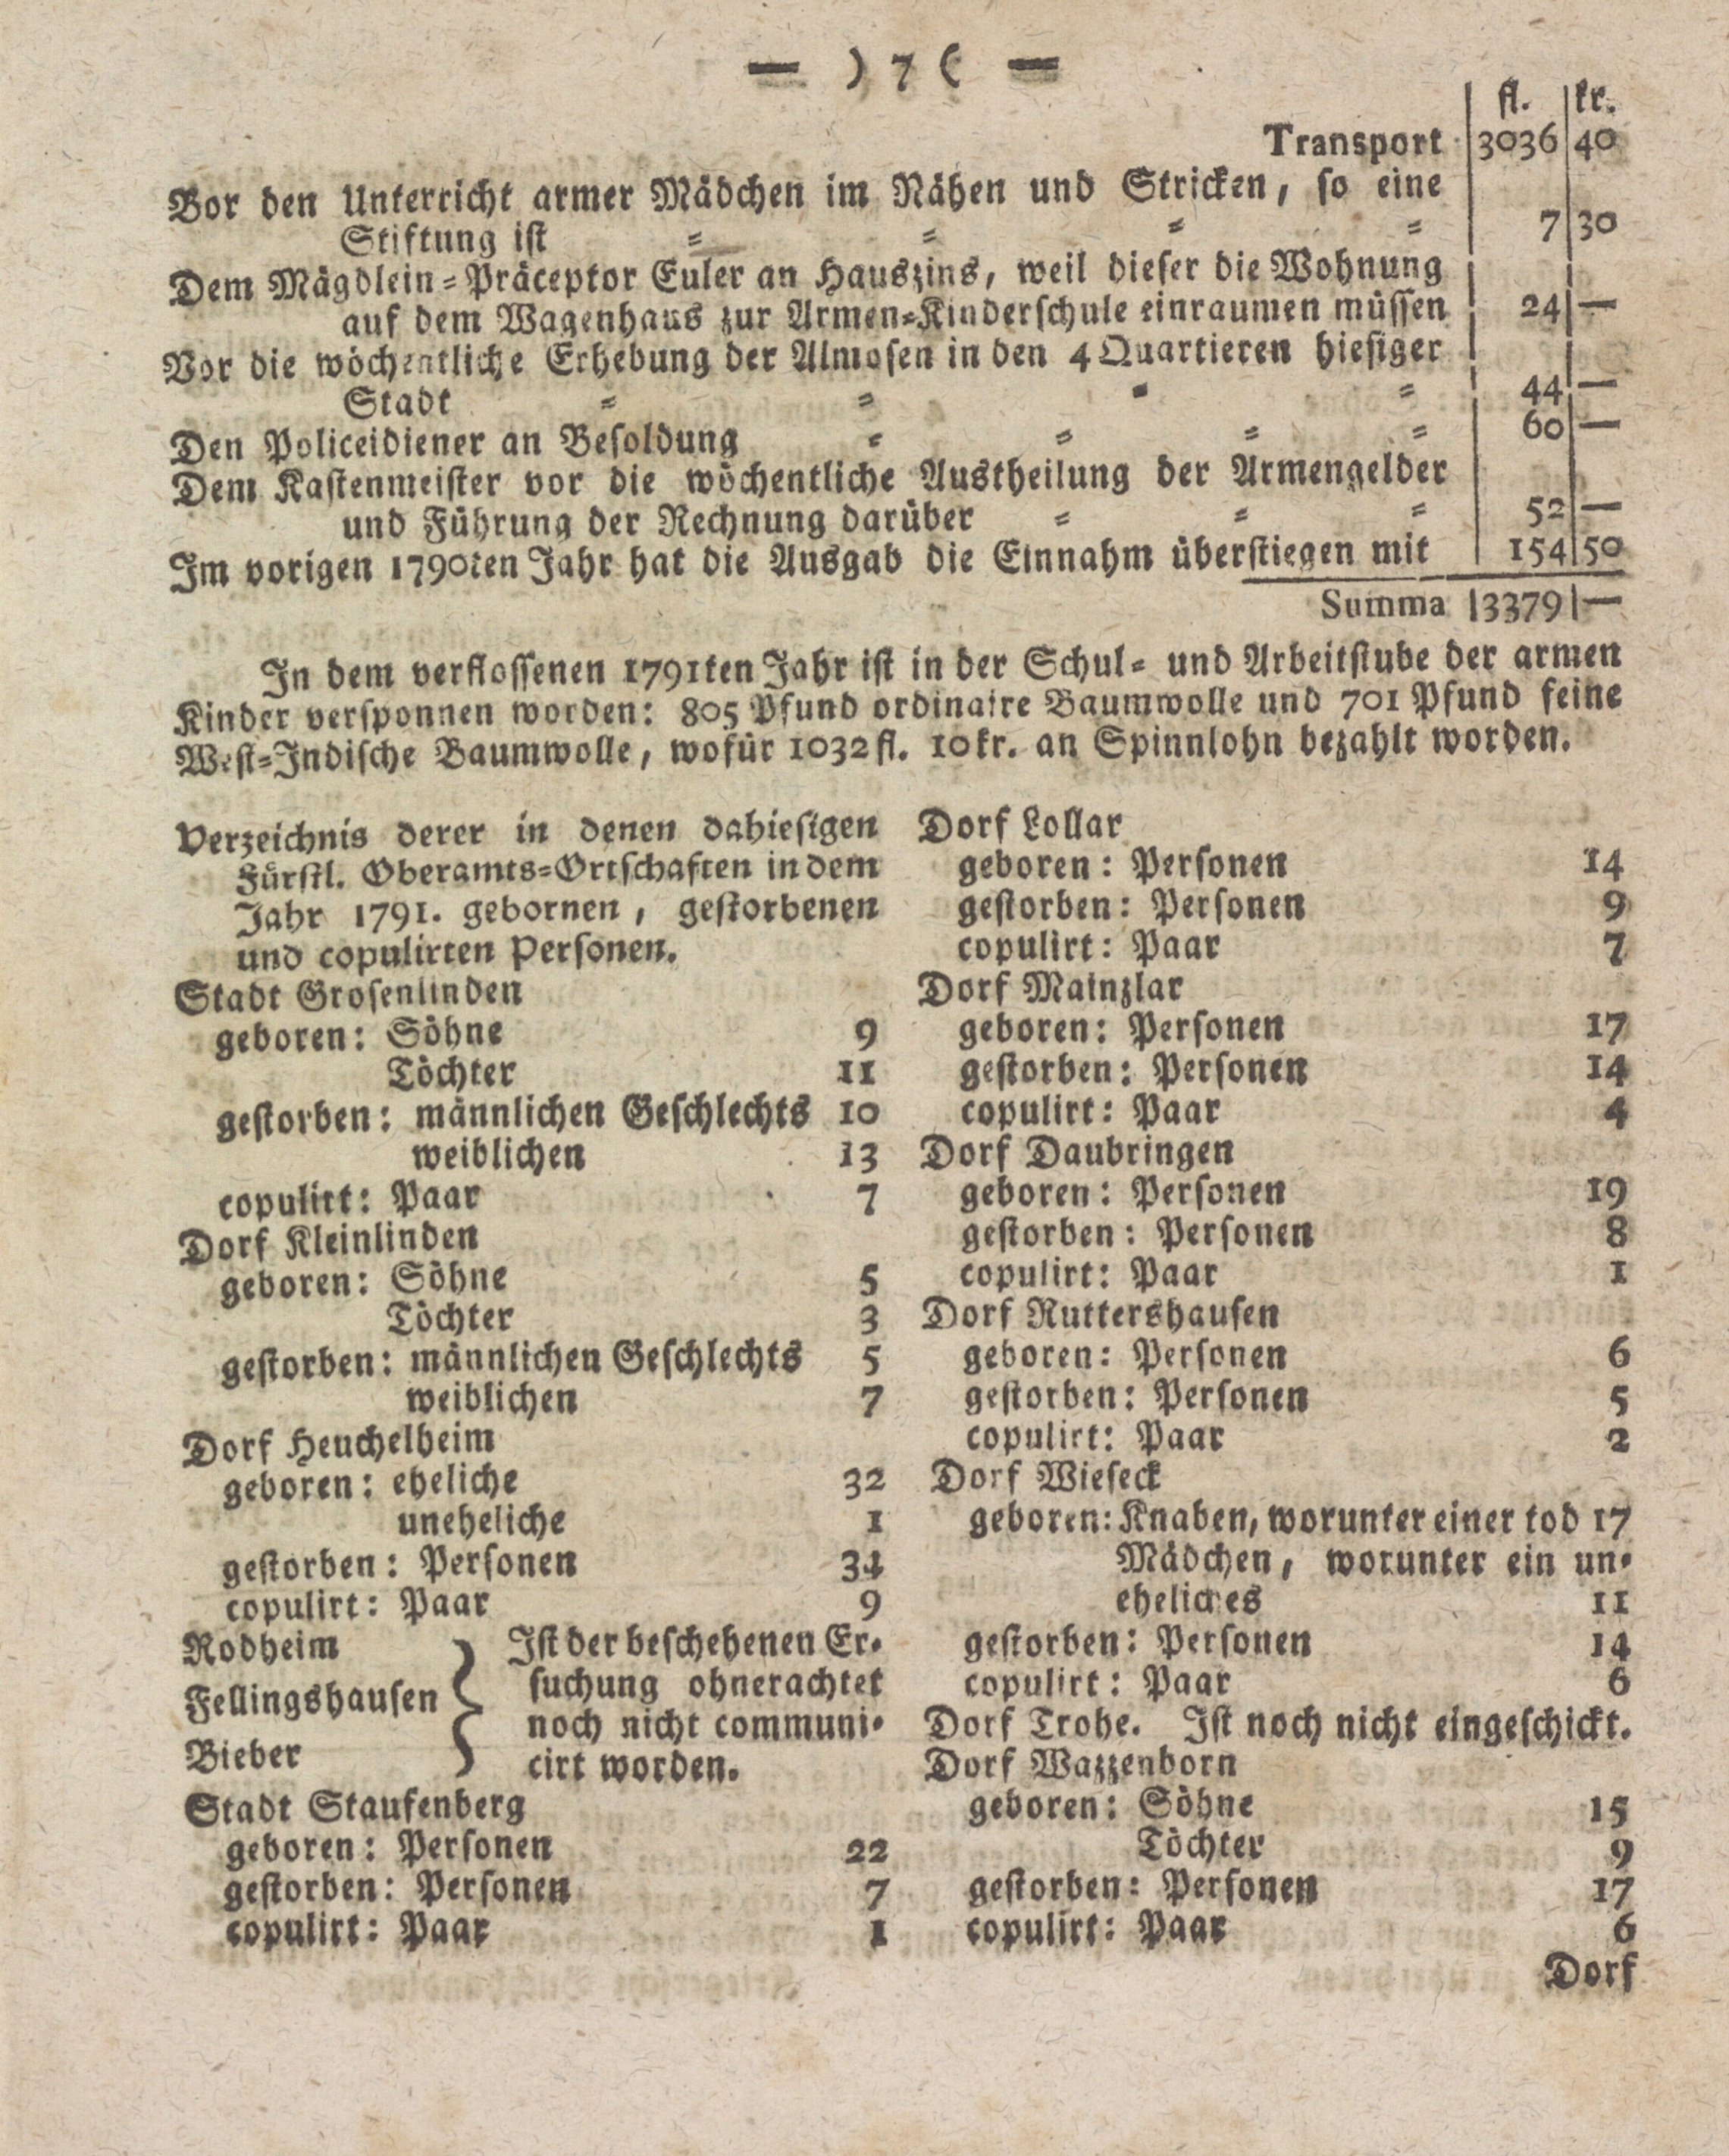 — ) 7 ( —
fl. kr.
Transport 3036 40
Vor den Unterricht armer Mädchen im Nähen und Stricken, so eine
Stiftung ist = = = = 7 30
Dem Mägdlein=Präceptor Euler an Hauszins, weil dieser die Wohnung
auf dem Wagenhaus zur Armen=Kinderschule einraumen müssen 24 —
Vor die wöchentliche Erhebung der Almosen in den 4 Quartieren hiesiger
Stadt = = = = 44 —
Den Policeidiener an Besoldung = = = = 60 —
Dem Kastenmeister vor die wöchentliche Austheilung der Armengelder
und Führung der Rechnung darüber = = = 52 —
Im vorigen 1790ten Jahr hat die Ausgab die Einnahm überstiegen mit 154 50
Summa 3379 —
In dem verflossenen 1791ten Jahr ist in der Schul= und Arbeitstube der armen
Kinder versponnen worden: 805 Pfund ordinaire Baumwolle und 701 Pfund feine
West=Indische Baumwolle, wofür 1032 fl. 10 kr. an Spinnlohn bezahlt worden.
Verzeichnis derer in denen dahiesigen
Fürstl. Oberamts=Ortschaften in dem
Jahr 1791. gebornen, gestorbenen
und copulirten Personen.
Stadt Grosenlinden
geboren: Söhne 9
Töchter 11
gestorben: männlichen Geschlechts 10
weiblichen 13
copulirt: Paar 7
Dorf Kleinlinden
geboren: Söhne 5
Töchter 3
gestorben: männlichen Geschlechts 5
weiblichen 7
Dorf Heuchelheim
geboren: eheliche 32
uneheliche 1
gestorben: Personen 34
copulirt: Paar 9
Rodheim
Fellingshausen
Bieber
Ist der beschehenen Er=
suchung ohnerachtet
noch nicht communi=
cirt worden.
Stadt Staufenberg
geboren: Personen 22
gestorben: Personen 7
copulirt: Paar 1
Dorf Lollar
geboren: Personen 14
gestorben: Personen 9
copulirt: Paar 7
Dorf Mainzlar
geboren: Personen 17
gestorben: Personen 14
copulirt: Paar 4
Dorf Daubringen
geboren: Personen 19
gestorben: Personen 8
copulirt: Paar 1
Dorf Ruttershausen
geboren: Personen 6
gestorben: Personen 5
copulirt: Paar 2
Dorf Wieseck
geboren: Knaben, worunter einer tod 17
Mädchen, worunter ein un=
eheliches 11
gestorben: Personen 14
copulirt: Paar 6
Dorf Trohe. Ist noch nicht eingeschickt.
Dorf Wazzenborn
geboren: Söhne 15
Töchter 9
gestorben: Personen 17
copulirt: Paar 6
Dorf